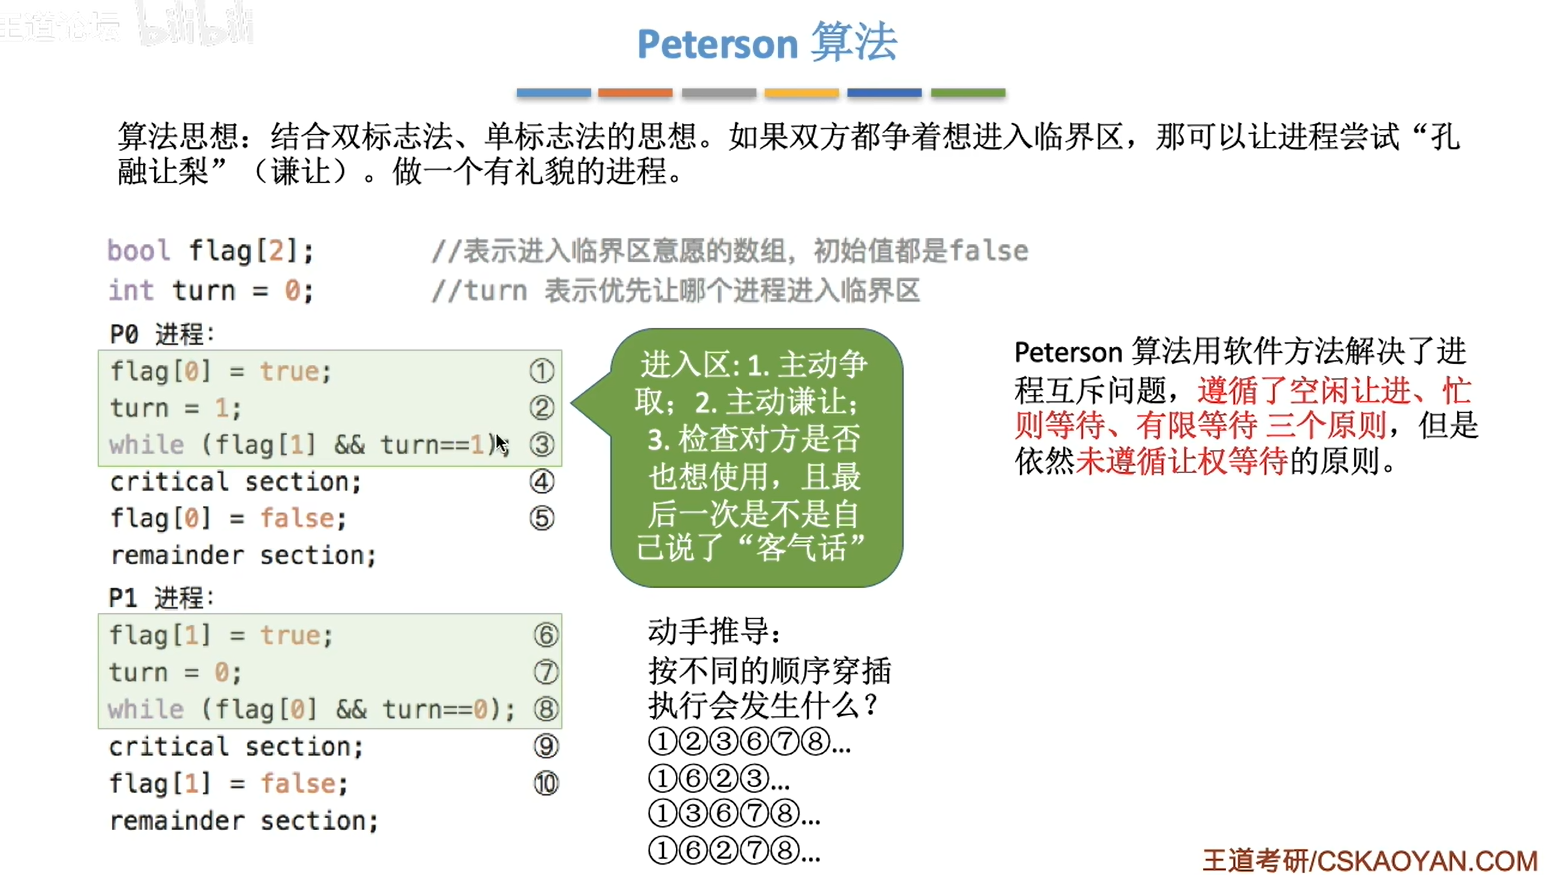 王道论坛 bilibili
Peterson 算法
算法思想：结合双标志法、单标志法的思想。如果双方都争着想进入临界区，那可以让进程尝试“孔
融让梨”（谦让）。做一个有礼貌的进程。
bool flag[2]; //表示进入临界区意愿的数组，初始值都是false
int turn = 0; //turn 表示优先让哪个进程进入临界区
P0 进程：
flag[0] = true; ①
turn = 1; ②
while (flag[1] && turn==1); ③
critical section; ④
flag[0] = false; ⑤
remainder section;
P1 进程：
flag[1] = true; ⑥
turn = 0; ⑦
while (flag[0] && turn==0); ⑧
critical section; ⑨
flag[1] = false; ⑩
remainder section;
进入区: 1. 主动争
取；2. 主动谦让；
3. 检查对方是否
也想使用，且最
后一次是不是自
己说了“客气话”
动手推导：
按不同的顺序穿插
执行会发生什么？
①②③⑥⑦⑧...
①⑥②③...
①③⑥⑦⑧...
①⑥②⑦⑧...
Peterson 算法用软件方法解决了进
程互斥问题，遵循了空闲让进、忙
则等待、有限等待 三个原则，但是
依然未遵循让权等待的原则。
王道考研/CSKAOYAN.COM